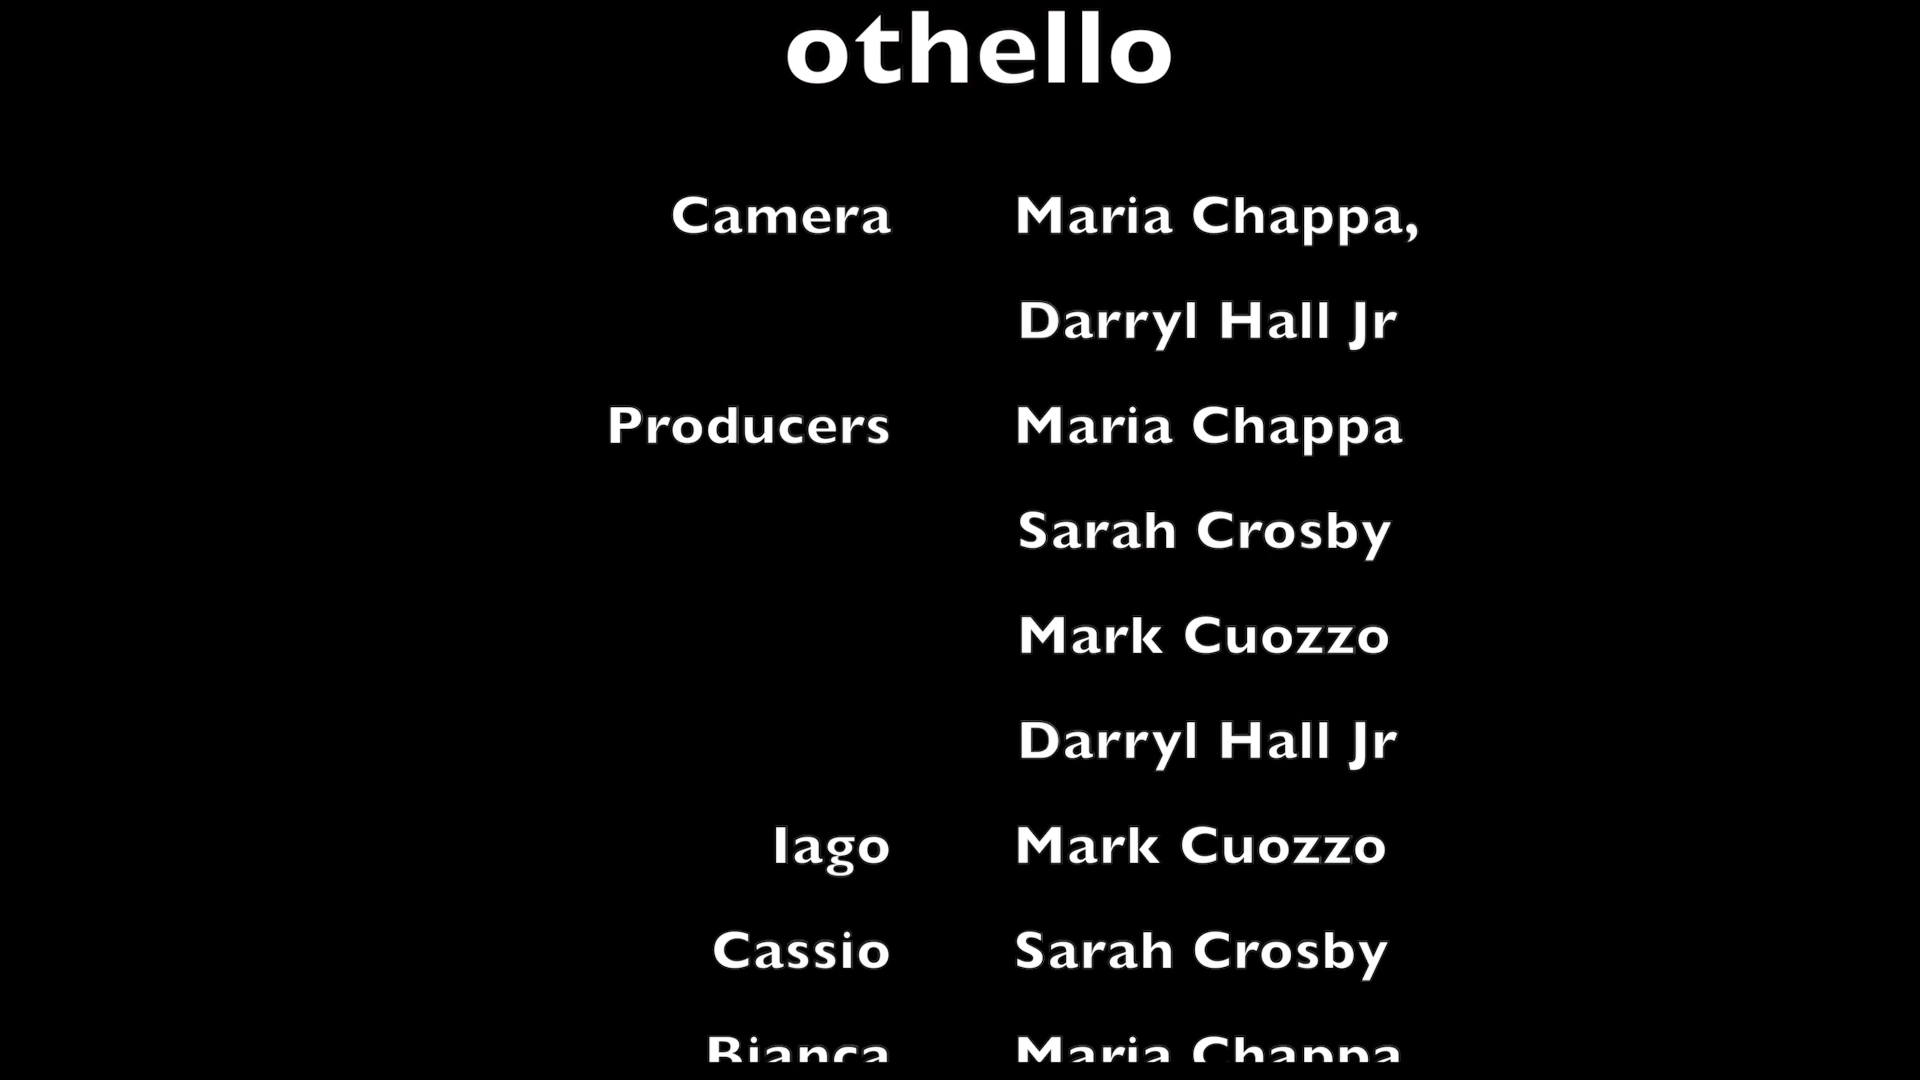 othello
Camera Maria Chappa,
Darryl Hall Jr
Producers Maria Chappa
Sarah Crosby
Mark Cuozzo
Darryl Hall Jr
Iago Mark Cuozzo
Cassio Sarah Crosby
Bianca Maria Chappa